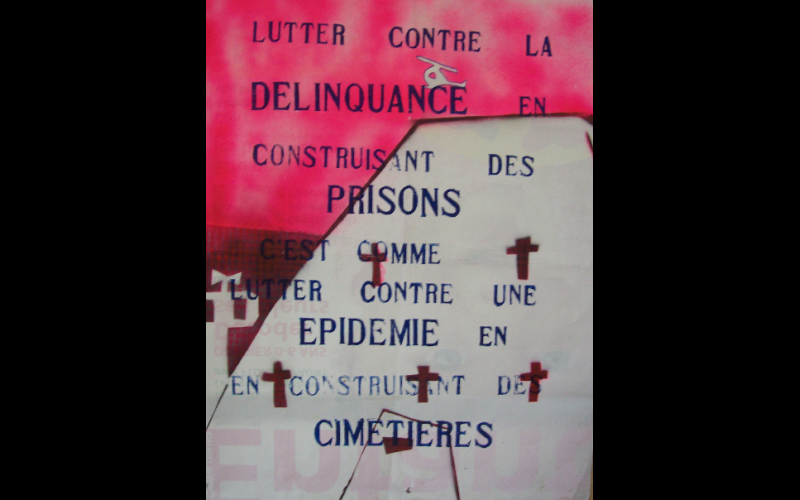 LUTTER CONTRE LA
DELINQUANCE EN
CONSTRUISANT DES
PRISONS
C'EST COMME
LUTTER CONTRE UNE
EPIDEMIE EN
EN CONSTRUISANT DES
CIMETIERES